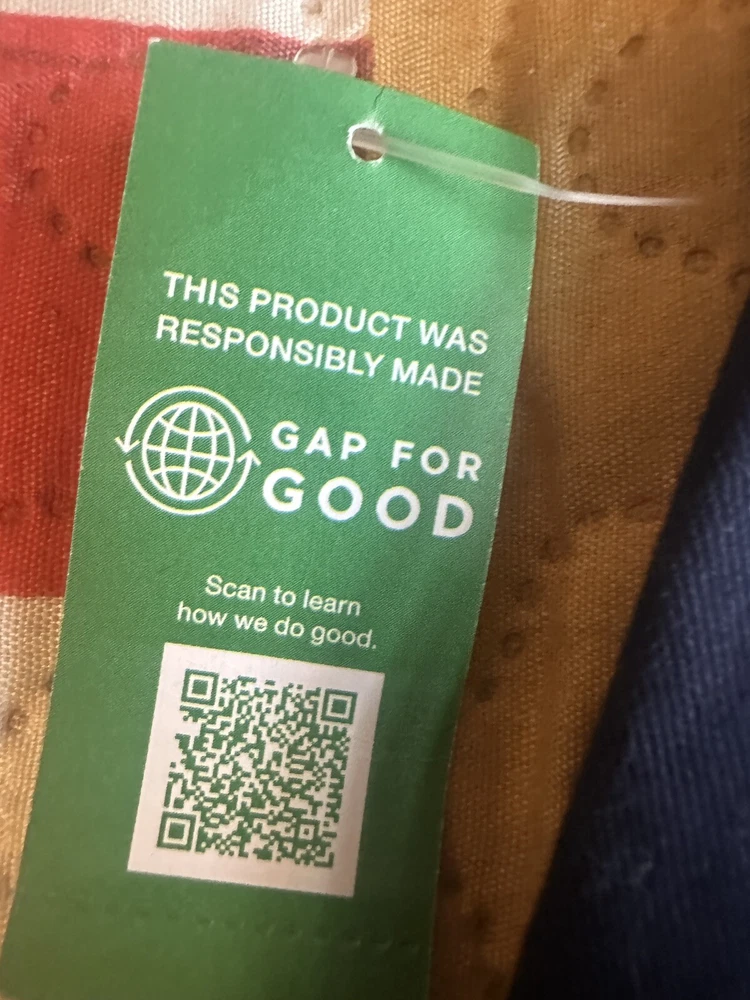 THIS PRODUCT WAS
RESPONSIBLY MADE
GAP FOR
GOOD
Scan to learn
how we do good.